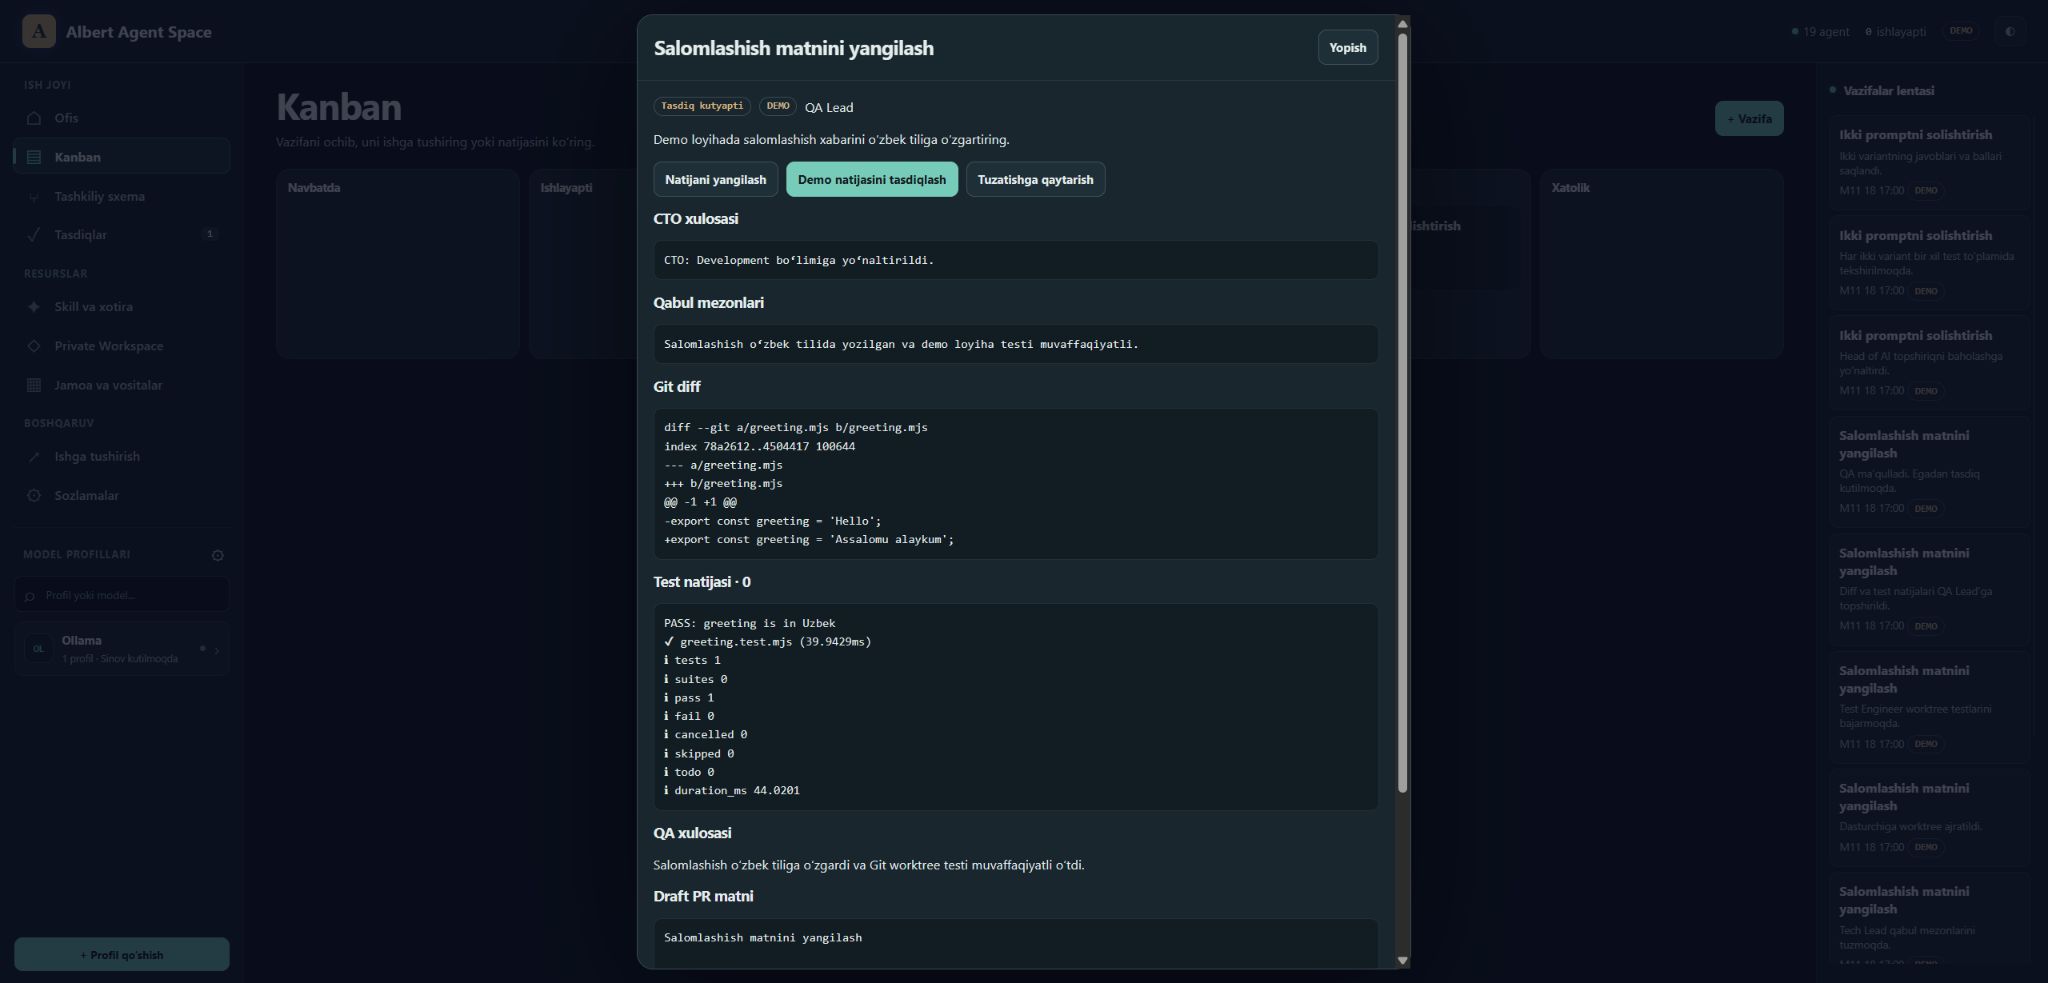 A
Albert Agent Space
19 agent
0 ishlayapti
DEMO
ISH JOYI
Ofis
Kanban
Tashkiliy sxema
Tasdiqlar
1
RESURSLAR
Skill va xotira
Private Workspace
Jamoa va vositalar
BOSHQARUV
Ishga tushirish
Sozlamalar
MODEL PROFILLARI
Profil yoki model...
OL
Ollama
1 profil · Sinov kutilmoqda
+ Profil qo‘shish
Kanban
Vazifani ochib, uni ishga tushiring yoki natijasini ko‘ring.
+ Vazifa
Navbatda
Ishlayapti
ishtirish
Xatolik
Salomlashish matnini yangilash
Yopish
Tasdiq kutyapti
DEMO
QA Lead
Demo loyihada salomlashish xabarini o‘zbek tiliga o‘zgartiring.
Natijani yangilash
Demo natijasini tasdiqlash
Tuzatishga qaytarish
CTO xulosasi
CTO: Development bo‘limiga yo‘naltirildi.
Qabul mezonlari
Salomlashish o‘zbek tilida yozilgan va demo loyiha testi muvaffaqiyatli.
Git diff
diff --git a/greeting.mjs b/greeting.mjs
index 78a2612..4504417 100644
--- a/greeting.mjs
+++ b/greeting.mjs
@@ -1 +1 @@
-export const greeting = 'Hello';
+export const greeting = 'Assalomu alaykum';
Test natijasi · 0
PASS: greeting is in Uzbek
✓ greeting.test.mjs (39.9429ms)
ℹ tests 1
ℹ suites 0
ℹ pass 1
ℹ fail 0
ℹ cancelled 0
ℹ skipped 0
ℹ todo 0
ℹ duration_ms 44.0201
QA xulosasi
Salomlashish o‘zbek tiliga o‘zgardi va Git worktree testi muvaffaqiyatli o‘tdi.
Draft PR matni
Salomlashish matnini yangilash
Vazifalar lentasi
Ikki promptni solishtirish
Ikki variantning javoblari va ballari
saqlandi.
M11 18 17:00 DEMO
Ikki promptni solishtirish
Har ikki variant bir xil test to‘plamida
tekshirilmoqda.
M11 18 17:00 DEMO
Ikki promptni solishtirish
Head of AI topshiriqni baholashga
yo‘naltirdi.
M11 18 17:00 DEMO
Salomlashish matnini
yangilash
QA ma’qulladi. Egadan tasdiq
kutilmoqda.
M11 18 17:00 DEMO
Salomlashish matnini
yangilash
Diff va test natijalari QA Lead’ga
topshirildi.
M11 18 17:00 DEMO
Salomlashish matnini
yangilash
Test Engineer worktree testlarini
bajarmoqda.
M11 18 17:00 DEMO
Salomlashish matnini
yangilash
Dasturchiga worktree ajratildi.
M11 18 17:00 DEMO
Salomlashish matnini
yangilash
Tech Lead qabul mezonlarini
tuzmoqda.
M11 18 17:00 DEMO